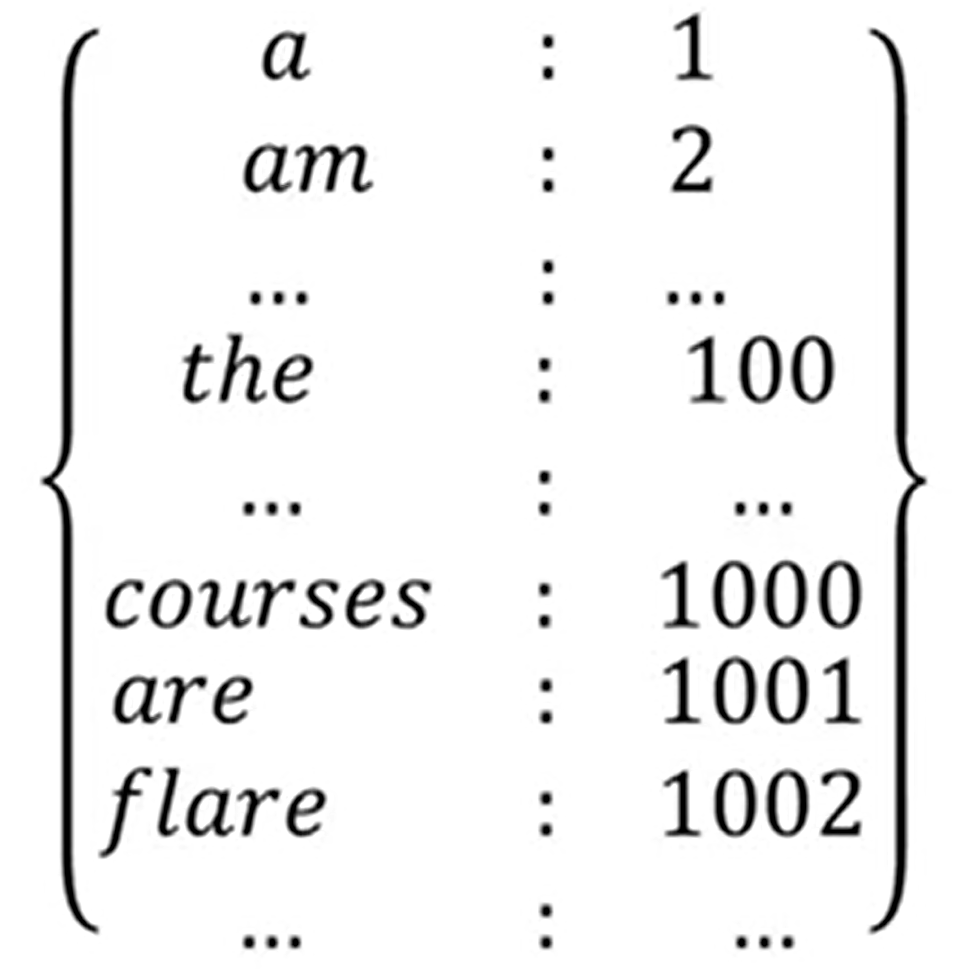 a : 1
am : 2
... : ...
the : 100
... : ...
courses : 1000
are : 1001
flare : 1002
... : ...